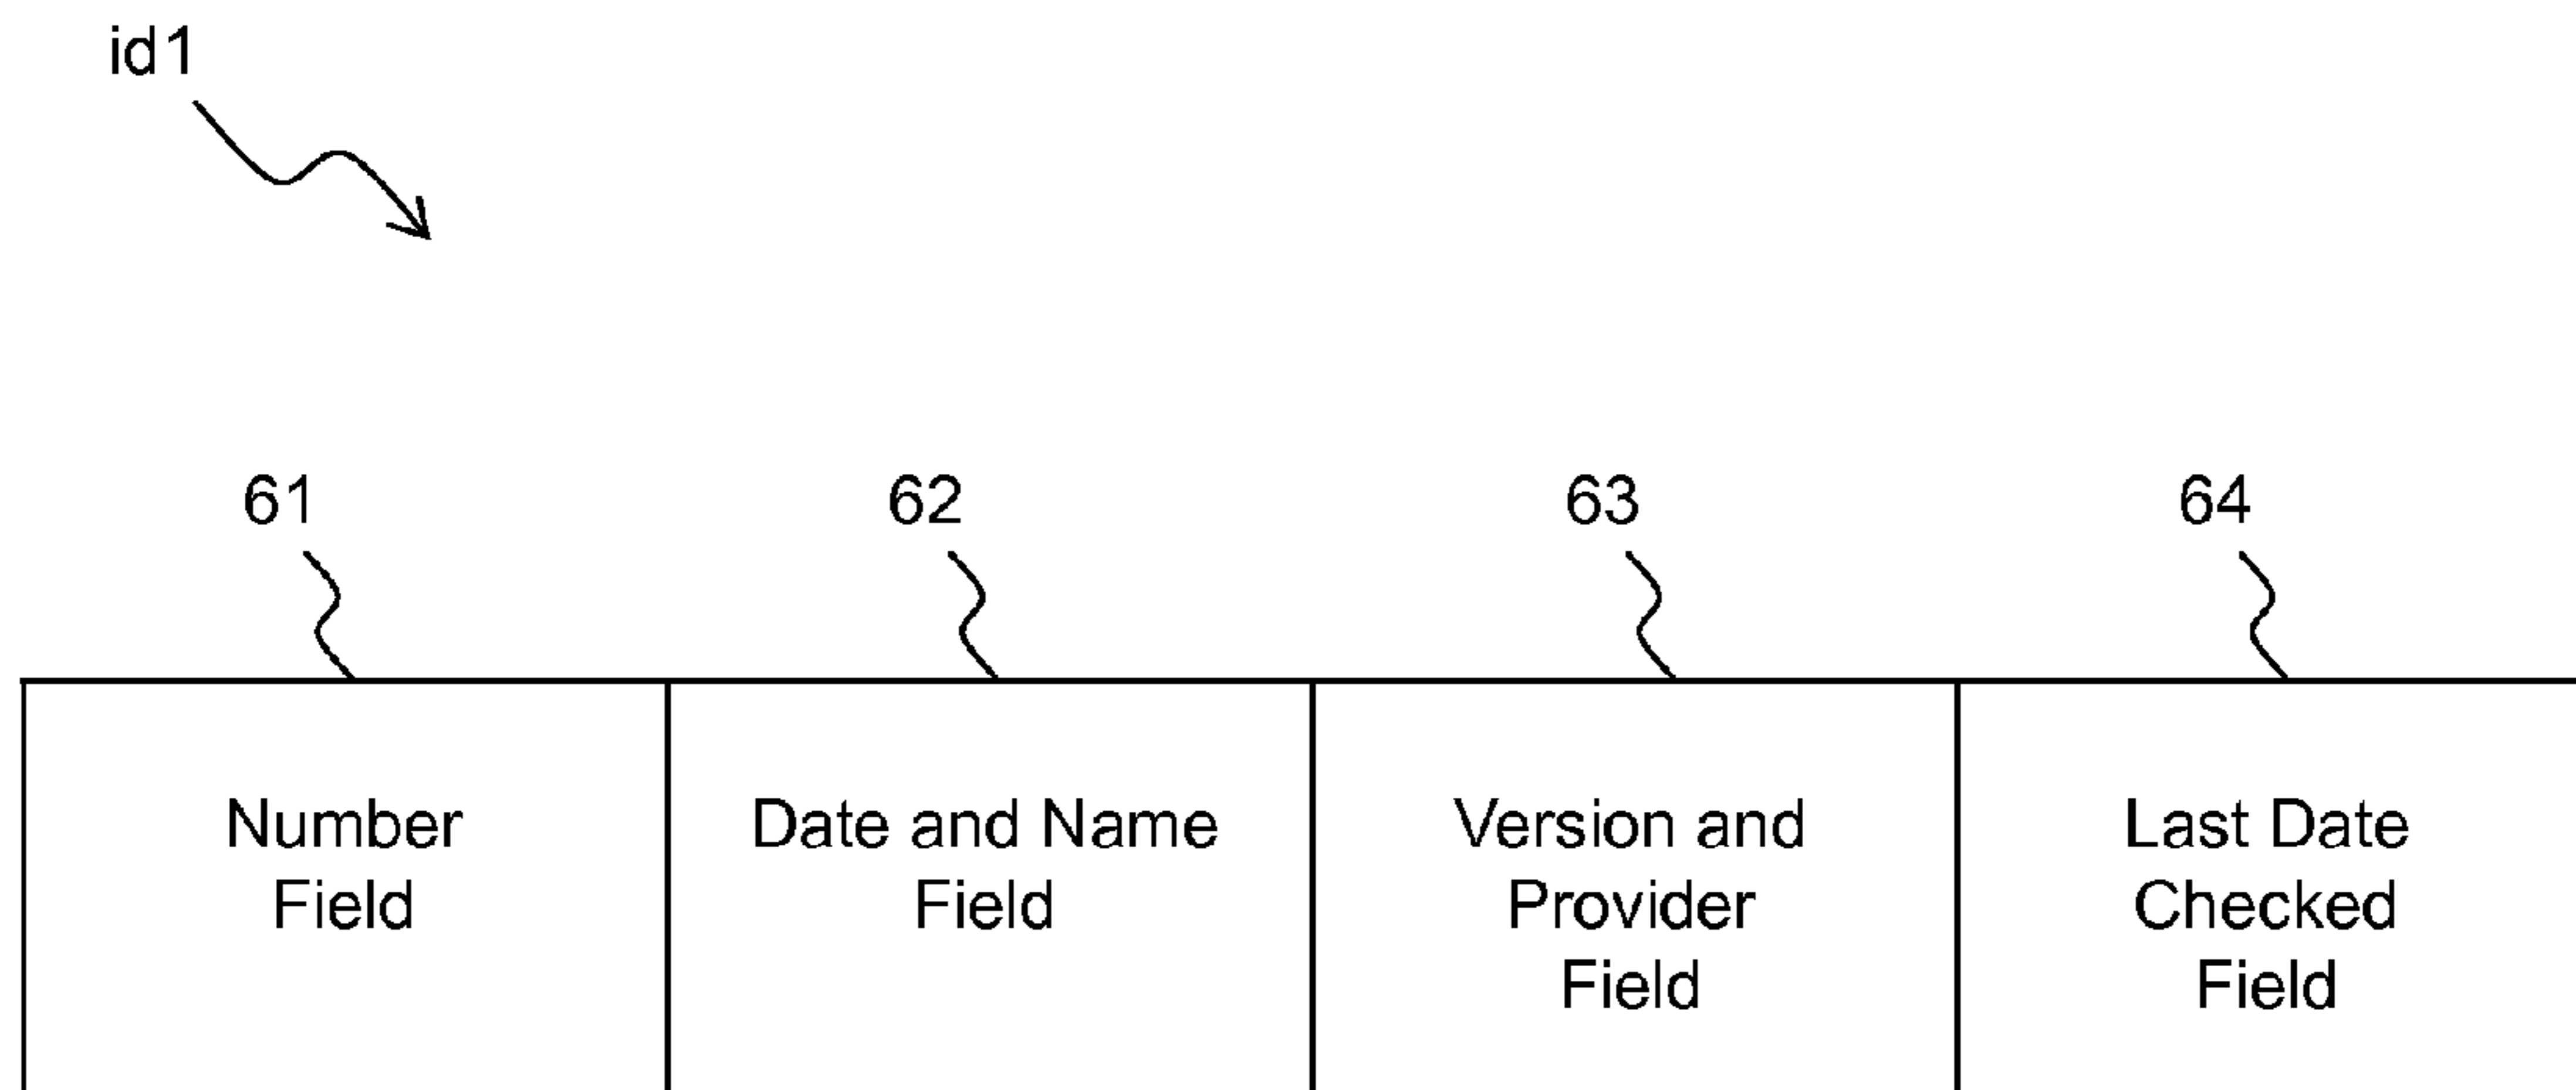 id1
61
62
63
64
Number
Field
Date and Name
Field
Version and
Provider
Field
Last Date
Checked
Field